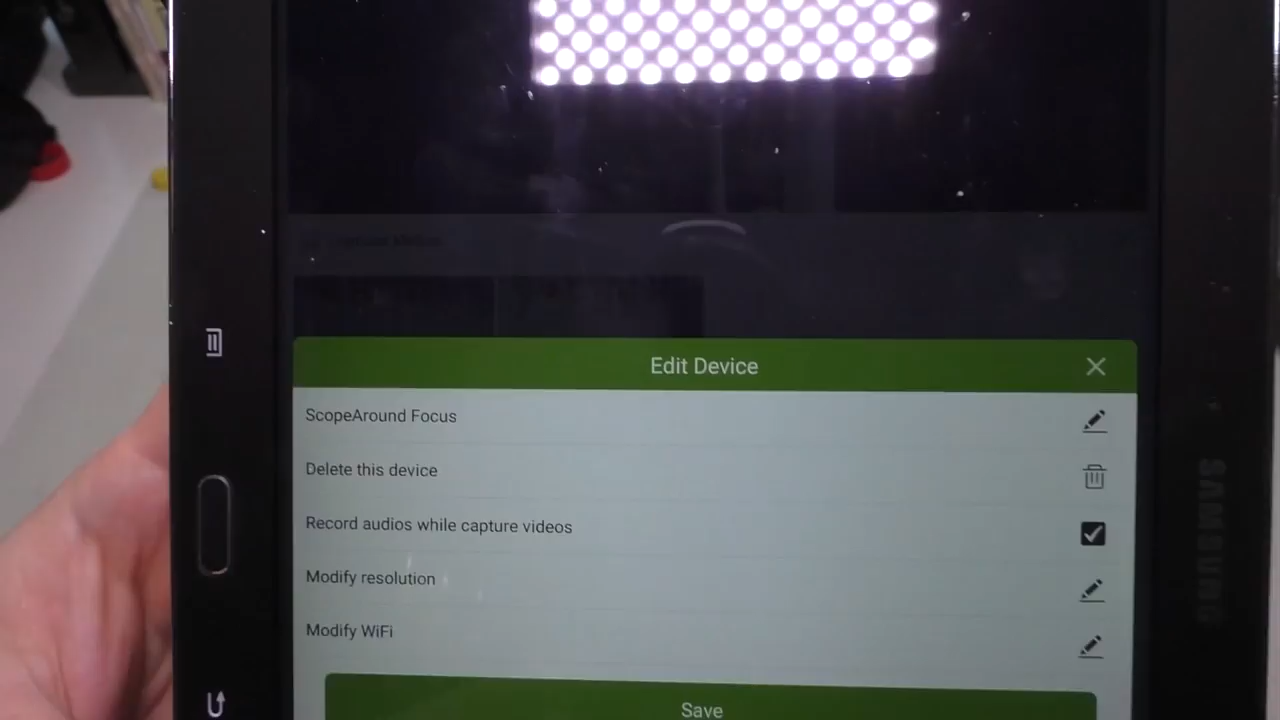 Edit Device
ScopeAround Focus
Delete this device
Record audios while capture videos
Modify resolution
Modify WiFi
Save
SAMSUNG